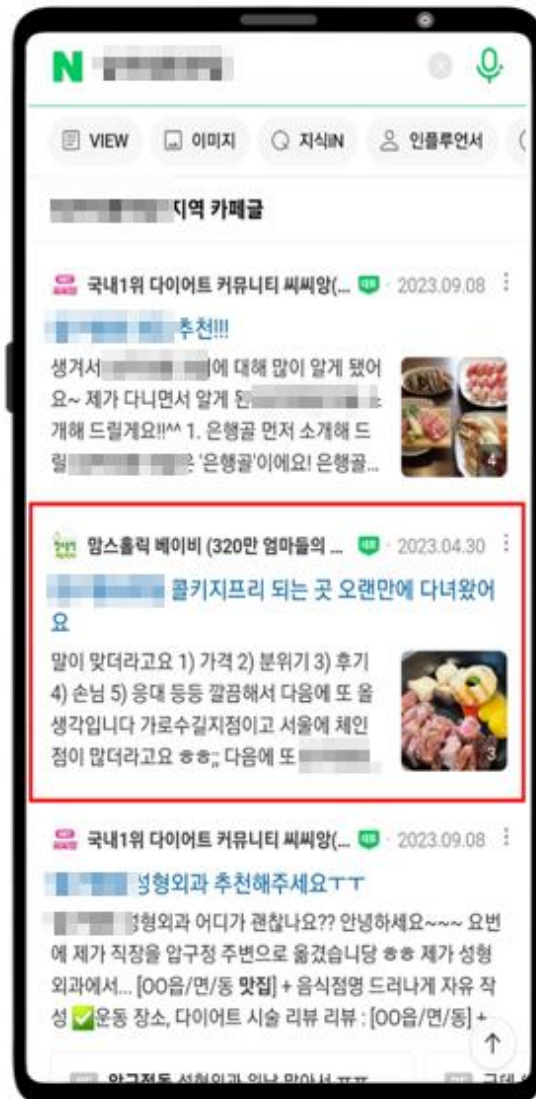 N
VIEW 이미지 지식iN 인플루언서
지역 카페글
국내1위 다이어트 커뮤니티 씨씨앙(... 대표 · 2023.09.08
추천!!!
생겨서 에 대해 많이 알게 됐어
요~ 제가 다니면서 알게 된
개해 드릴게요!!^^ 1. 은행골 먼저 소개해 드
릴 은 '은행골'이에요! 은행골...
4
맘스홀릭 베이비 (320만 엄마들의 ... 대표 · 2023.04.30
콜키지프리 되는 곳 오랜만에 다녀왔어
요
말이 맞더라고요 1) 가격 2) 분위기 3) 후기
4) 손님 5) 응대 등등 깔끔해서 다음에 또 올
생각입니다 가로수길지점이고 서울에 체인
점이 많더라고요 ㅎㅎ;; 다음에 또
3
국내1위 다이어트 커뮤니티 씨씨앙(... 대표 · 2023.09.08
성형외과 추천해주세요ㅜㅜ
성형외과 어디가 괜찮나요?? 안녕하세요~~~ 요번
에 제가 직장을 압구정 주변으로 옮겼습니당 ㅎㅎ 제가 성형
외과에서... [OO읍/면/동 맛집] + 음식점명 드러나게 자유 작
성 ✅운동 장소, 다이어트 시술 리뷰 리뷰 : [OO읍/면/동] +